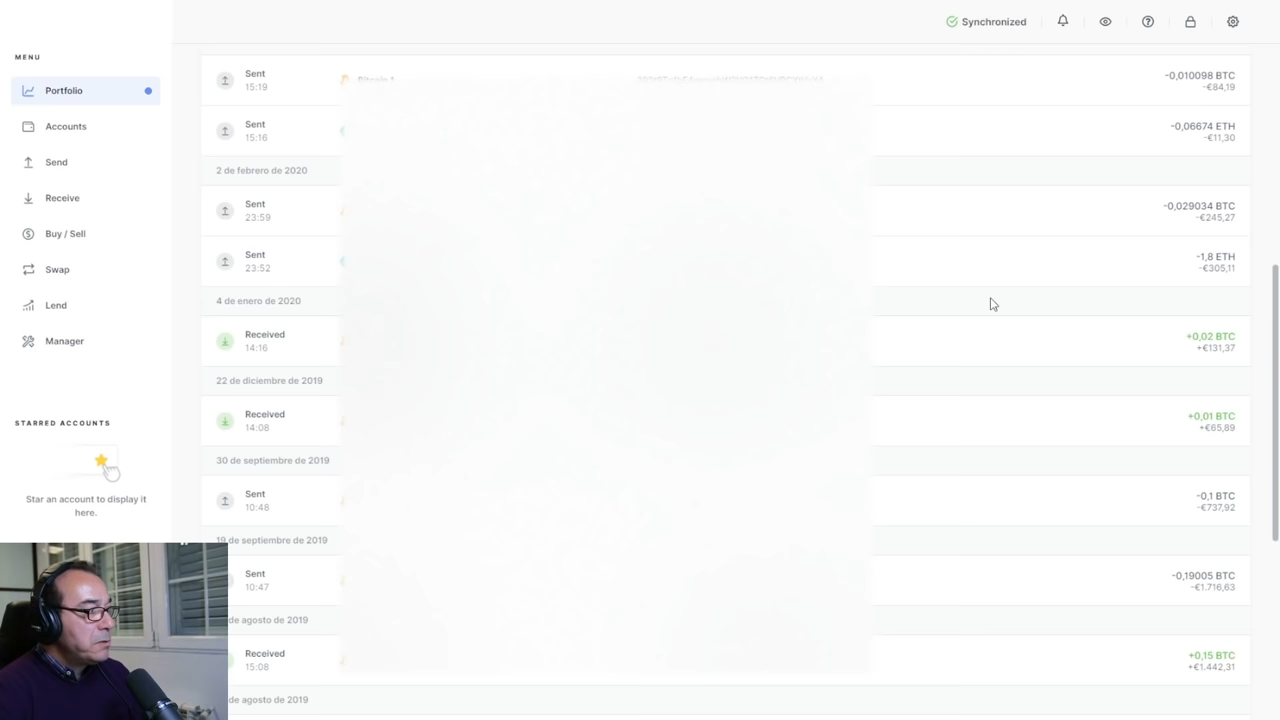 Synchronized
MENU
Portfolio
Accounts
Send
Receive
Buy / Sell
Swap
Lend
Manager
STARRED ACCOUNTS
Star an account to display it
here.
Sent
15:19
Bitcoin 1
-0,010098 BTC
-€84,19
Sent
15:16
-0,06674 ETH
-€11,30
2 de febrero de 2020
Sent
23:59
-0,029034 BTC
-€245,27
Sent
23:52
-1,8 ETH
-€305,11
4 de enero de 2020
Received
14:16
+0,02 BTC
+€131,37
22 de diciembre de 2019
Received
14:08
+0,01 BTC
+€65,89
30 de septiembre de 2019
Sent
10:48
-0,1 BTC
-€737,92
19 de septiembre de 2019
Sent
10:47
-0,19005 BTC
-€1.716,63
de agosto de 2019
Received
15:08
+0,15 BTC
+€1.442,31
de agosto de 2019